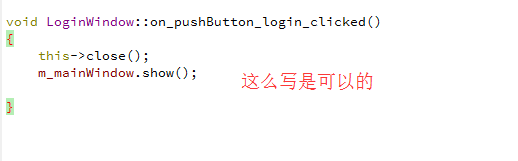 void LoginWindow::on_pushButton_login_clicked()
{
    this->close();
    m_mainWindow.show();
这么写是可以的
}